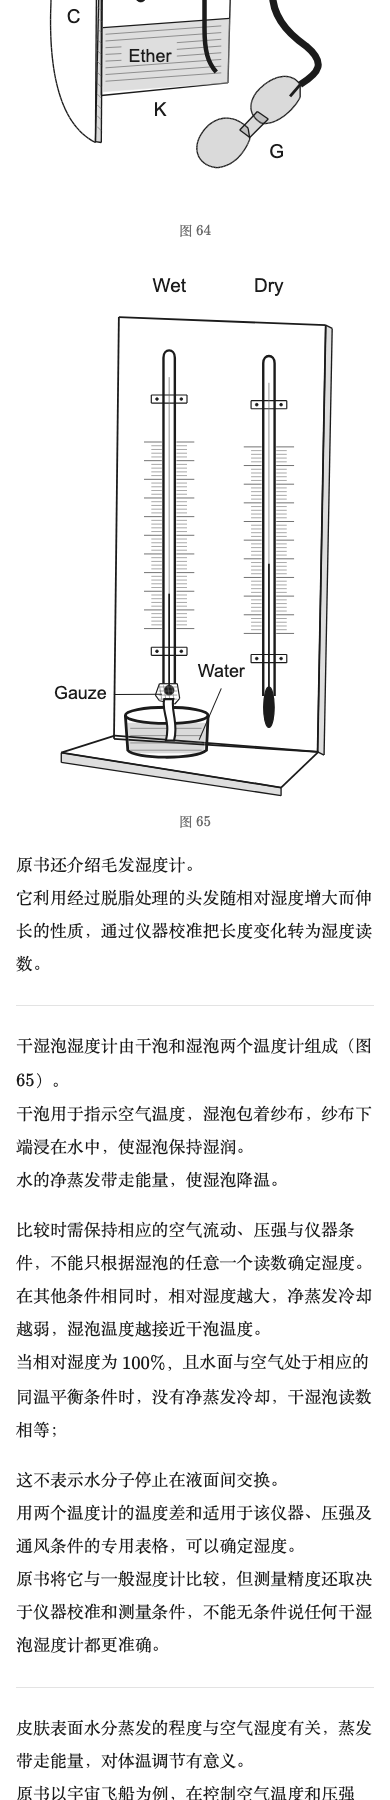 C
Ether
K
G
图 64
Wet
Dry
Water
Gauze
图 65
原书还介绍毛发湿度计。
它利用经过脱脂处理的头发随相对湿度增大而伸
长的性质，通过仪器校准把长度变化转为湿度读
数。
干湿泡湿度计由干泡和湿泡两个温度计组成（图
65）。
干泡用于指示空气温度，湿泡包着纱布，纱布下
端浸在水中，使湿泡保持湿润。
水的净蒸发带走能量，使湿泡降温。
比较时需保持相应的空气流动、压强与仪器条
件，不能只根据湿泡的任意一个读数确定湿度。
在其他条件相同时，相对湿度越大，净蒸发冷却
越弱，湿泡温度越接近干泡温度。
当相对湿度为 100%，且水面与空气处于相应的
同温平衡条件时，没有净蒸发冷却，干湿泡读数
相等；
这不表示水分子停止在液面间交换。
用两个温度计的温度差和适用于该仪器、压强及
通风条件的专用表格，可以确定湿度。
原书将它与一般湿度计比较，但测量精度还取决
于仪器校准和测量条件，不能无条件说任何干湿
泡湿度计都更准确。
皮肤表面水分蒸发的程度与空气湿度有关，蒸发
带走能量，对体温调节有意义。
原书以宇宙飞船为例，在控制空气温度和压强